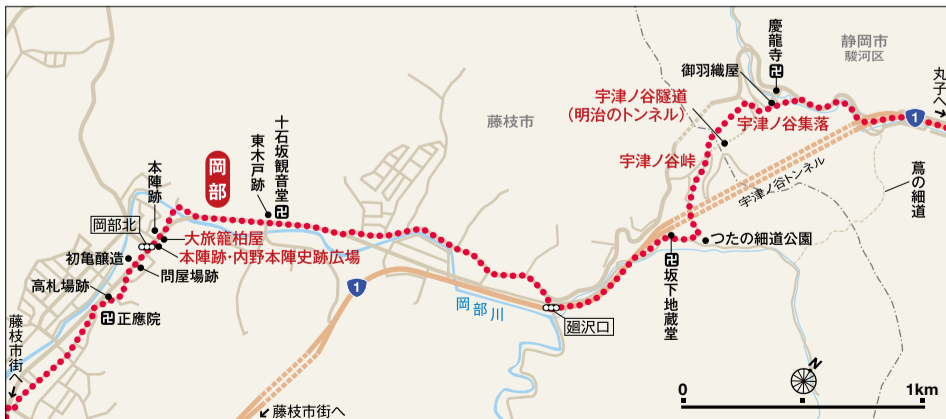 慶龍寺
静岡市
駿河区
丸子へ
御羽織屋
宇津ノ谷隧道
(明治のトンネル)
宇津ノ谷集落
1
藤枝市
十石坂観音堂
東木戸跡
岡部
本陣跡
宇津ノ谷峠
宇津ノ谷トンネル
蔦の細道
岡部北
大旅籠柏屋
本陣跡・内野本陣史跡広場
つたの細道公園
初亀醸造
問屋場跡
高札場跡
正應院
1
岡部川
廻沢口
坂下地蔵堂
藤枝市街へ
藤枝市街へ
N
0
1km